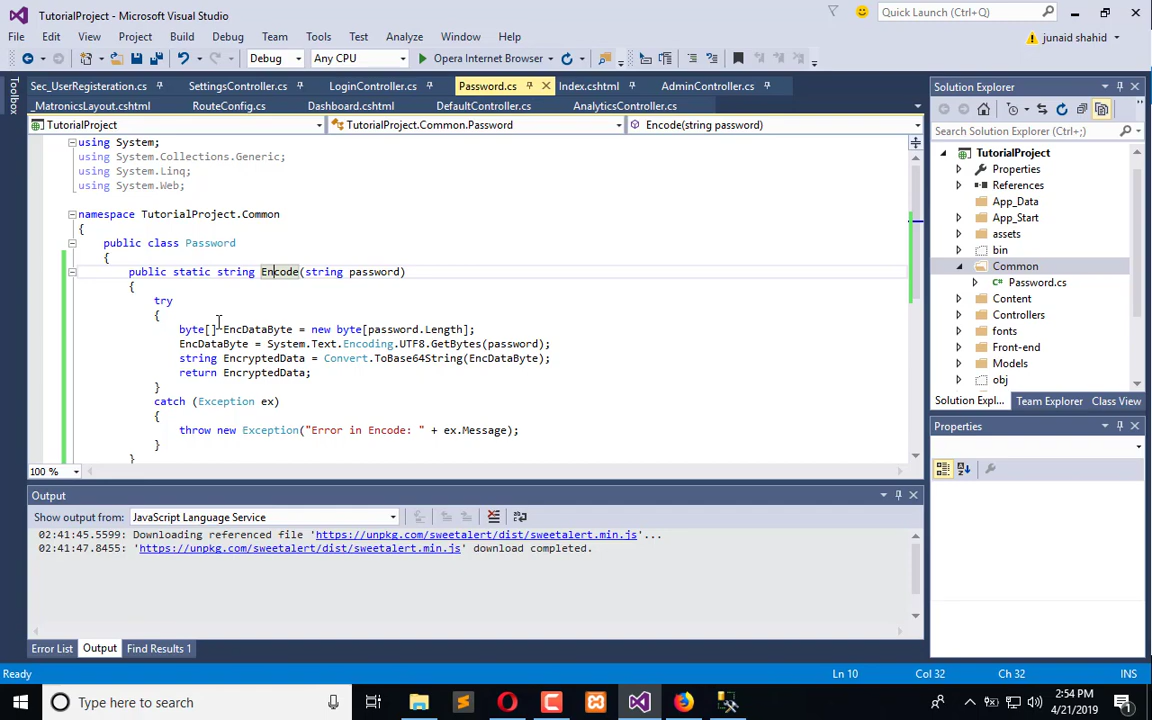 TutorialProject - Microsoft Visual Studio
Quick Launch (Ctrl+Q)
File Edit View Project Build Debug Team Tools Test Analyze Window Help
junaid shahid
Debug Any CPU Opera Internet Browser
Sec_UserRegisteration.cs SettingsController.cs LoginController.cs Password.cs Index.cshtml AdminController.cs
_MatronicsLayout.cshtml RouteConfig.cs Dashboard.cshtml DefaultController.cs AnalyticsController.cs
Toolbox
TutorialProject TutorialProject.Common.Password Encode(string password)
using System;
using System.Collections.Generic;
using System.Linq;
using System.Web;
namespace TutorialProject.Common
{
public class Password
{
public static string Encode(string password)
{
try
{
byte[] EncDataByte = new byte[password.Length];
EncDataByte = System.Text.Encoding.UTF8.GetBytes(password);
string EncryptedData = Convert.ToBase64String(EncDataByte);
return EncryptedData;
}
catch (Exception ex)
{
throw new Exception("Error in Encode: " + ex.Message);
}
}
100 %
Solution Explorer
Search Solution Explorer (Ctrl+;)
TutorialProject
Properties
References
App_Data
App_Start
assets
bin
Common
Password.cs
Content
Controllers
fonts
Front-end
Models
obj
Solution Expl... Team Explorer Class View
Properties
Output
Show output from: JavaScript Language Service
02:41:45.5599: Downloading referenced file 'https://unpkg.com/sweetalert/dist/sweetalert.min.js'...
02:41:47.8455: 'https://unpkg.com/sweetalert/dist/sweetalert.min.js' download completed.
Error List Output Find Results 1
Ready Ln 10 Col 32 Ch 32 INS
Type here to search
2:54 PM
4/21/2019
1